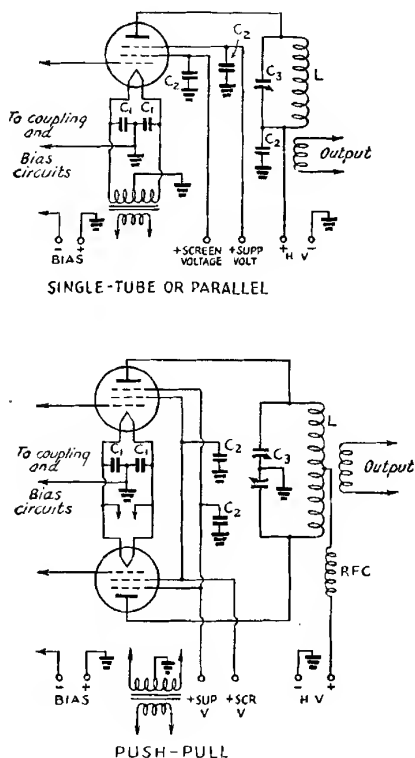 C₂
C₂
C₃
L
C₁ C₁
To coupling and
Bias circuits
C₂
Output
- + BIAS
+SCREEN VOLTAGE
+SUPP VOLT
+ H V -
SINGLE-TUBE OR PARALLEL
L
C₂
C₃
C₁ C₁
To coupling and
Bias circuits
Output
C₂
RFC
- + BIAS
+SUP V
+SCR V
- H V +
PUSH-PULL